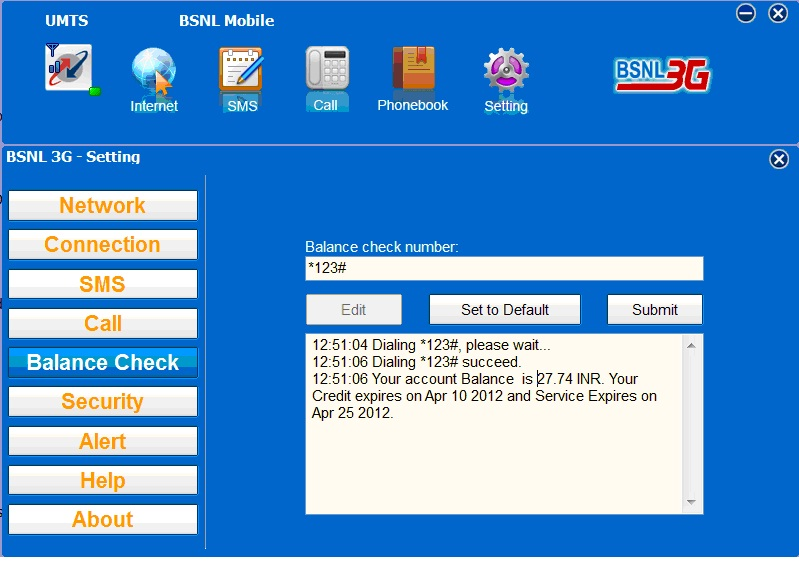 UMTS BSNL Mobile
Internet SMS Call Phonebook Setting
BSNL 3G
BSNL 3G - Setting
Network
Connection
SMS
Call
Balance Check
Security
Alert
Help
About
Balance check number:
*123#
Edit Set to Default Submit
12:51:04 Dialing *123#, please wait...
12:51:06 Dialing *123# succeed.
12:51:06 Your account Balance  is 27.74 INR. Your
Credit expires on Apr 10 2012 and Service Expires on
Apr 25 2012.